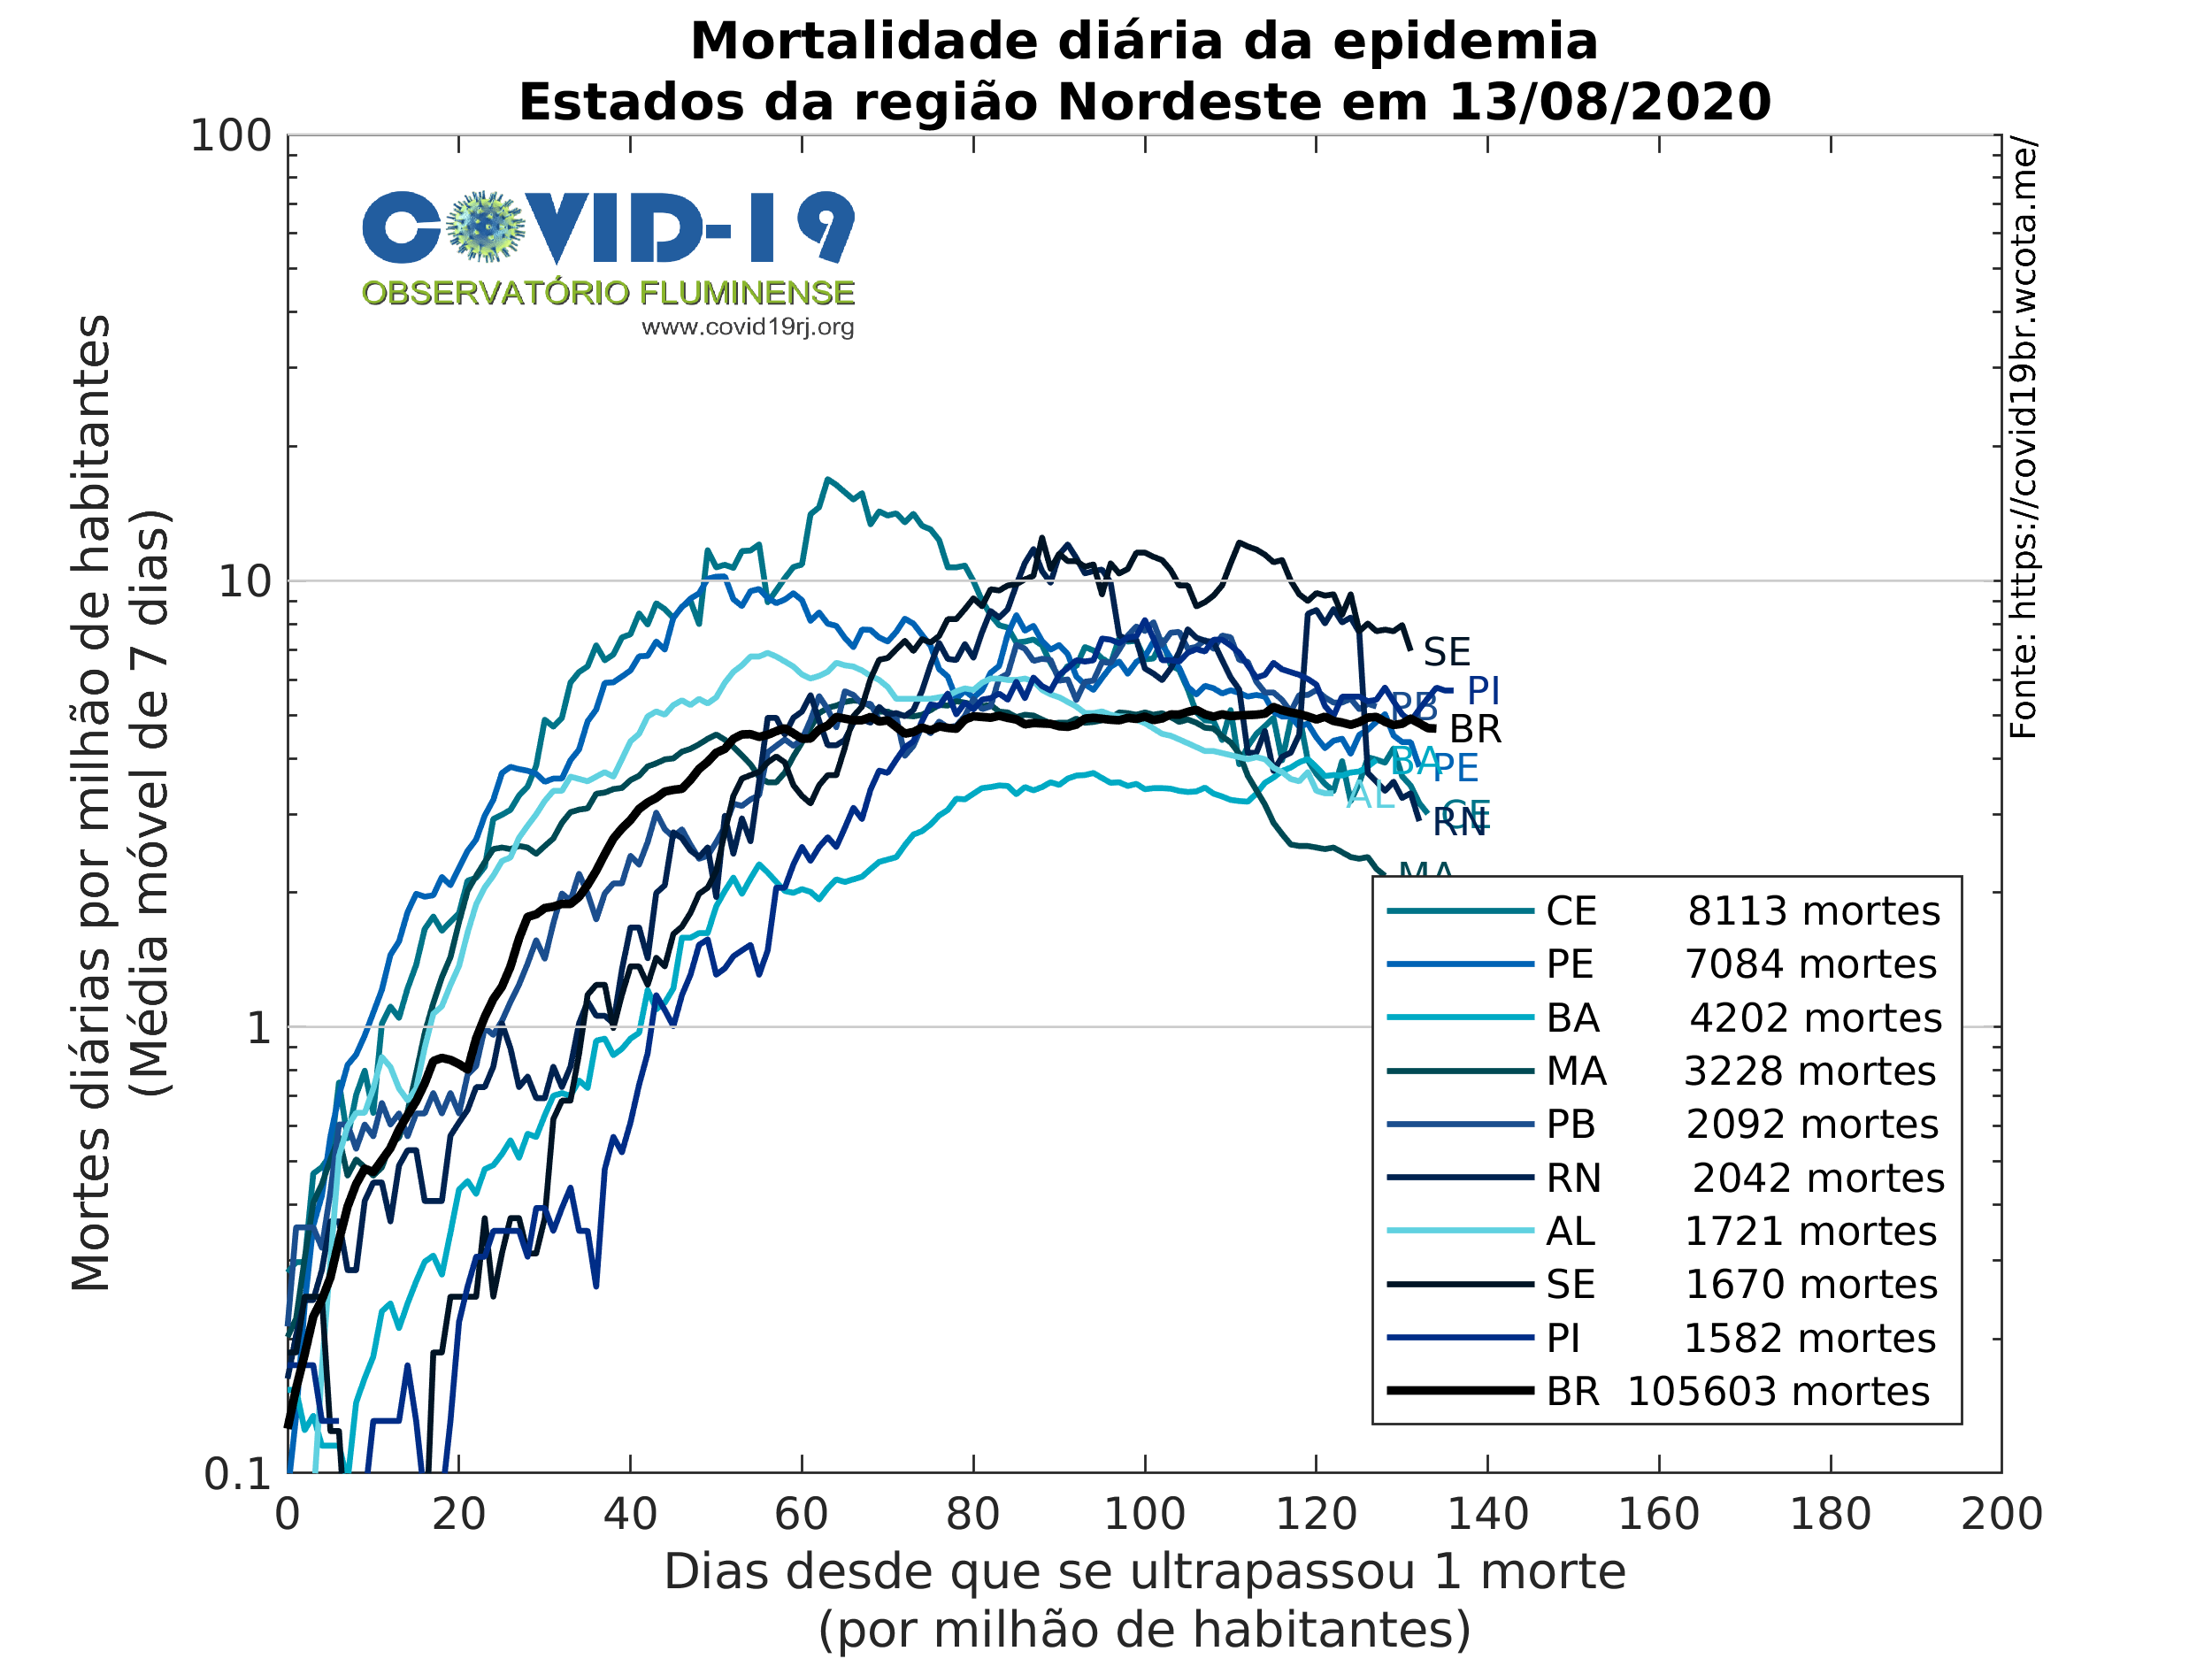 Mortalidade diária da epidemia
Estados da região Nordeste em 13/08/2020
COVID-19
OBSERVATÓRIO FLUMINENSE
www.covid19rj.org
Fonte: https://covid19br.wcota.me/
Mortes diárias por milhão de habitantes
(Média móvel de 7 dias)
100
10
1
0.1
SE
PI
PB
BR
BA
PE
AL
CE
RN
MA
CE 8113 mortes
PE 7084 mortes
BA 4202 mortes
MA 3228 mortes
PB 2092 mortes
RN 2042 mortes
AL 1721 mortes
SE 1670 mortes
PI 1582 mortes
BR 105603 mortes
0 20 40 60 80 100 120 140 160 180 200
Dias desde que se ultrapassou 1 morte
(por milhão de habitantes)